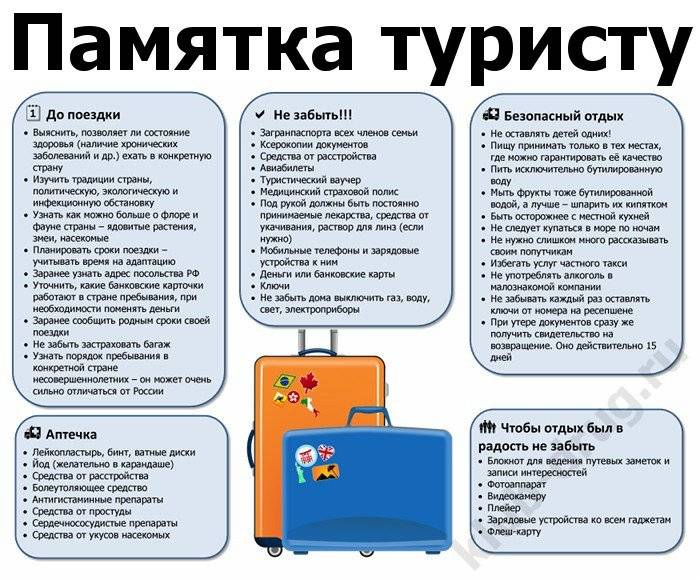 Памятка туристу
1 До поездки
• Выяснить, позволяет ли состояние
здоровья (наличие хронических
заболеваний и др.) ехать в конкретную
страну
• Изучить традиции страны,
политическую, экологическую и
инфекционную обстановку
• Узнать как можно больше о флоре и
фауне страны – ядовитые растения,
змеи, насекомые
• Планировать сроки поездки –
учитывать время на адаптацию
• Заранее узнать адрес посольства РФ
• Уточнить, какие банковские карточки
работают в стране пребывания, при
необходимости поменять деньги
• Заранее сообщить родным сроки своей
поездки
• Не забыть застраховать багаж
• Узнать порядок пребывания в
конкретной стране
несовершеннолетних – он может очень
сильно отличаться от России
Не забыть!!!
• Загранпаспорта всех членов семьи
• Ксерокопии документов
• Средства от расстройства
• Авиабилеты
• Туристический ваучер
• Медицинский страховой полис
• Под рукой должны быть постоянно
принимаемые лекарства, средства от
укачивания, раствор для линз (если
нужно)
• Мобильные телефоны и зарядовые
устройства к ним
• Деньги или банковские карты
• Ключи
• Не забыть дома выключить газ, воду,
свет, электроприборы
Безопасный отдых
• Не оставлять детей одних!
• Пищу принимать только в тех местах,
где можно гарантировать её качество
• Пить исключительно бутилированную
воду
• Мыть фрукты тоже бутилированной
водой, а лучше – шпарить их кипятком
• Быть осторожнее с местной кухней
• Не следует купаться в море по ночам
• Не нужно слишком много рассказывать
своим попутчикам
• Избегать услуг частного такси
• Не употреблять алкоголь в
малознакомой компании
• Не забывать каждый раз оставлять
ключи от номера на ресепшене
• При утере документов сразу же
получить свидетельство на
возвращение. Оно действительно 15
дней
Аптечка
• Лейкопластырь, бинт, ватные диски
• Йод (желательно в карандаше)
• Средства от расстройства
• Болеутоляющее средство
• Антигистаминные препараты
• Средства от простуды
• Сердечнососудистые препараты
• Средства от укусов насекомых
Чтобы отдых был в
радость не забыть
• Блокнот для ведения путевых заметок и
записи интересностей
• Фотоаппарат
• Видеокамеру
• Плейер
• Зарядовые устройства ко всем гаджетам
• Флеш-карту